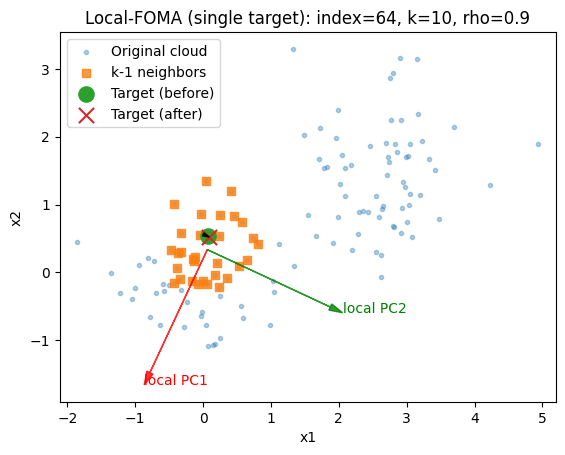 Local-FOMA (single target): index=64, k=10, rho=0.9
Original cloud
k-1 neighbors
Target (before)
Target (after)
local PC2
local PC1
x2
3
2
1
0
−1
−2
−1
0
1
2
3
4
5
x1